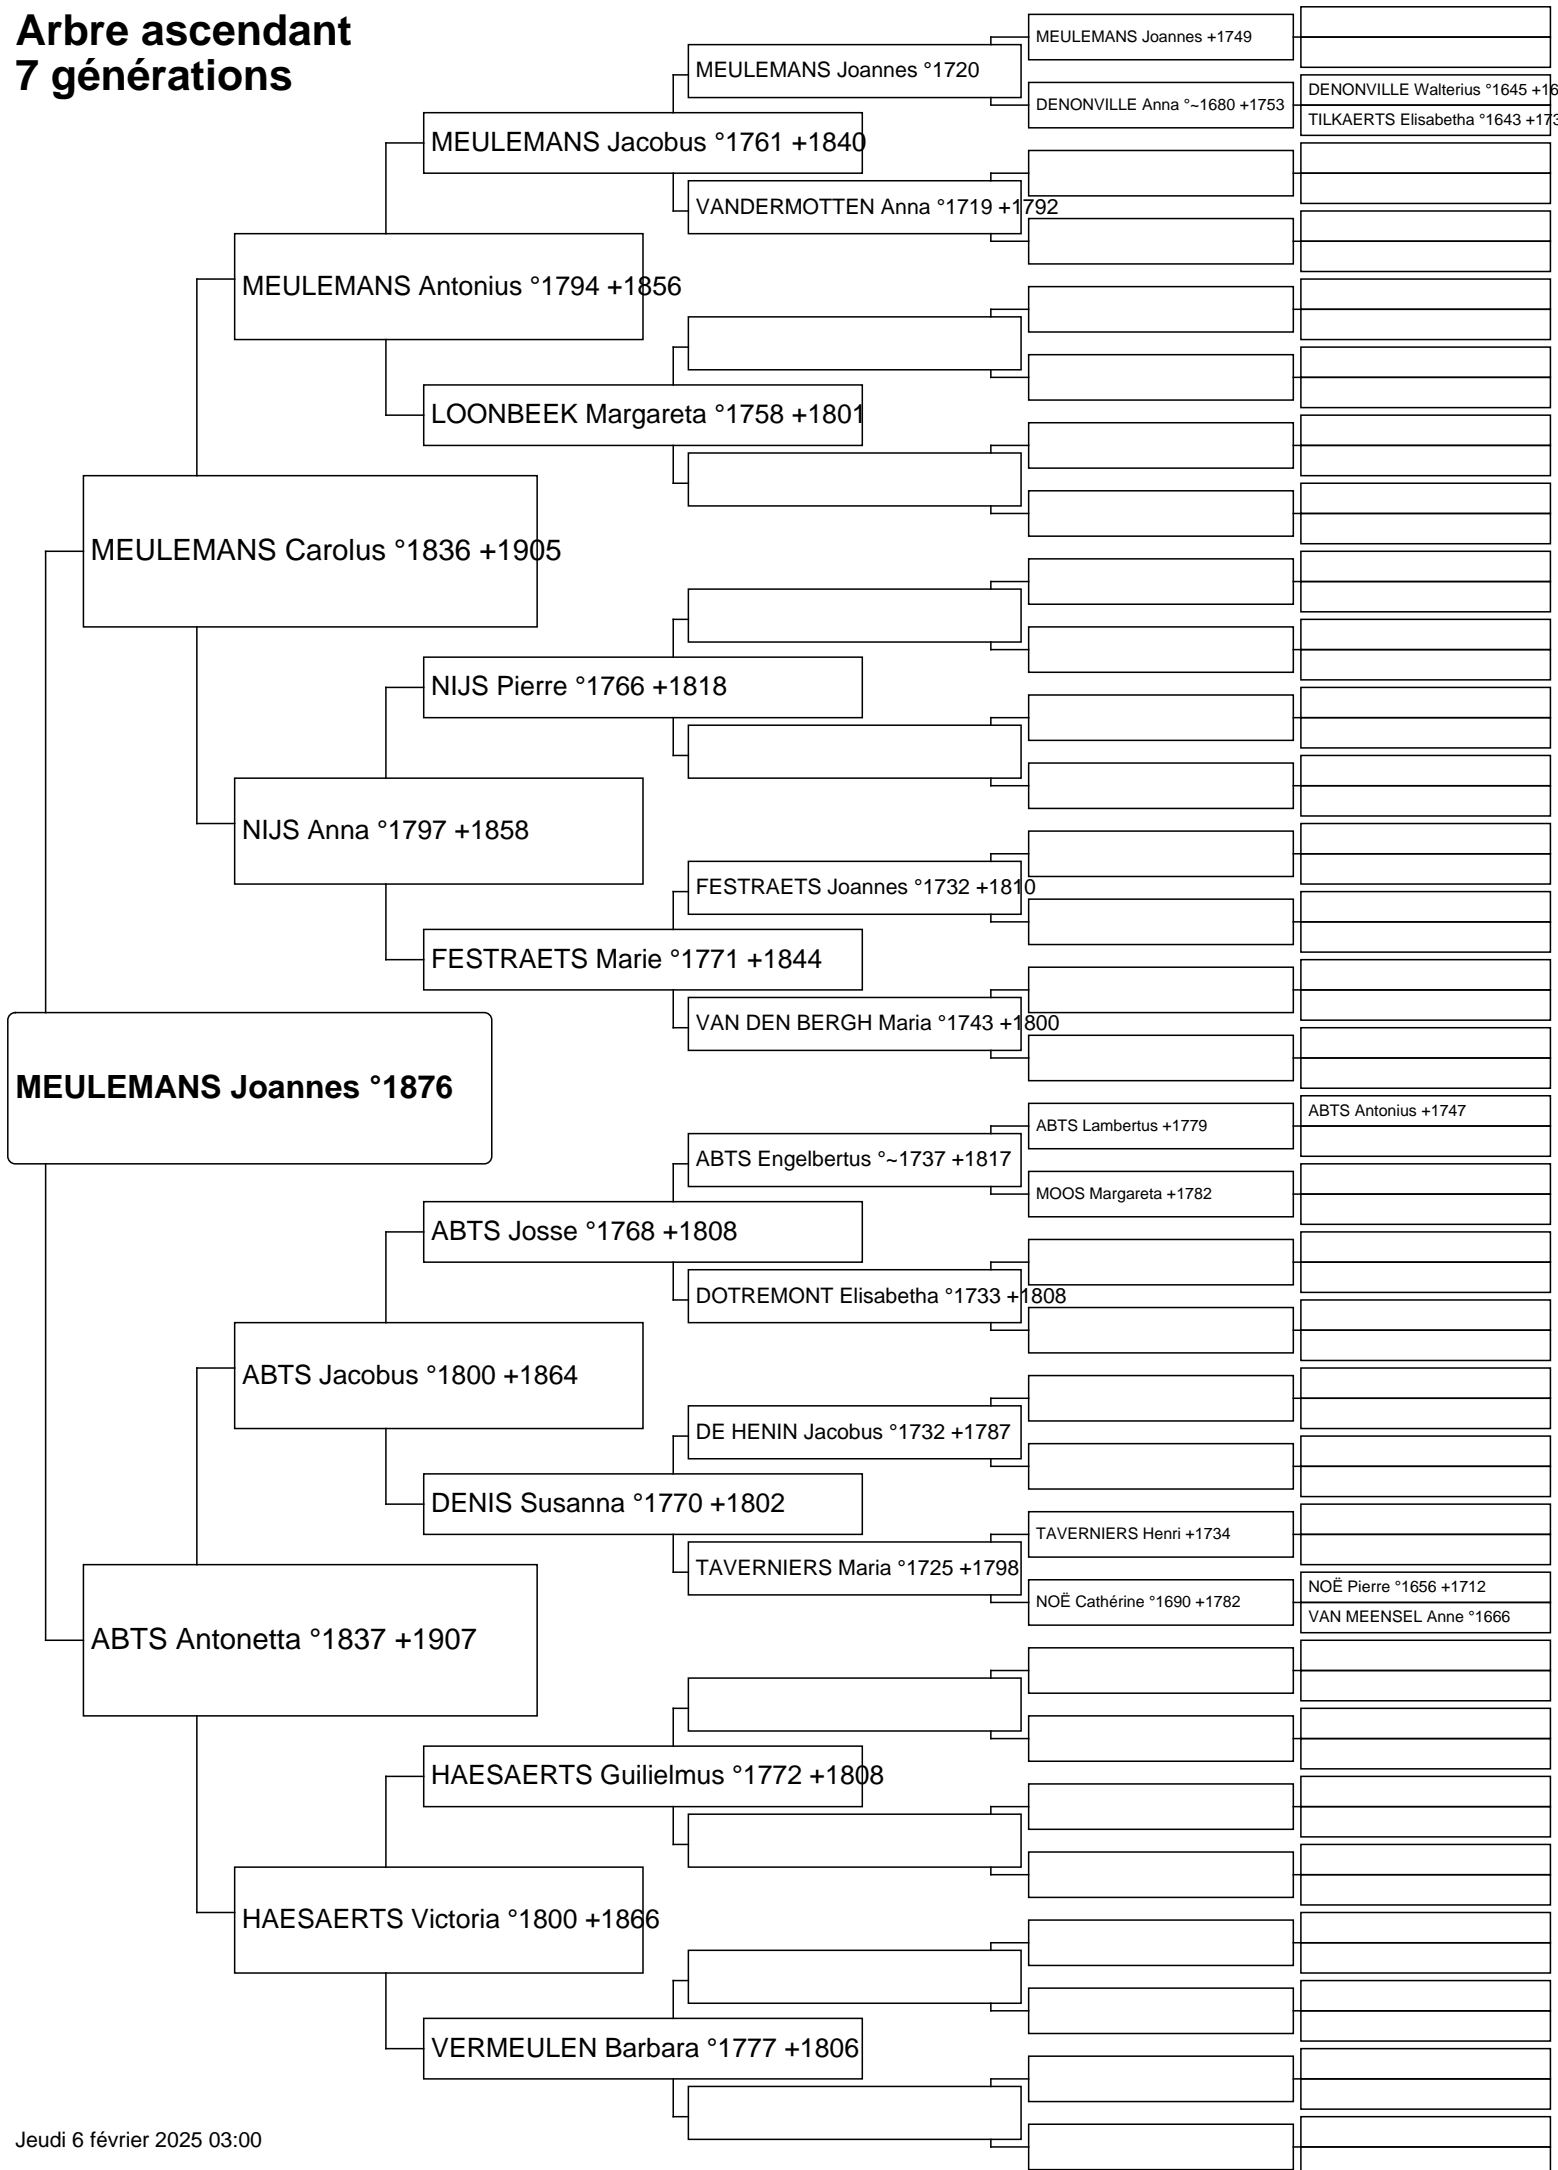 Arbre ascendant
7 générations
MEULEMANS Joannes °1876
MEULEMANS Carolus °1836 +1905
ABTS Antonetta °1837 +1907
MEULEMANS Antonius °1794 +1856
NIJS Anna °1797 +1858
ABTS Jacobus °1800 +1864
HAESAERTS Victoria °1800 +1866
MEULEMANS Jacobus °1761 +1840
LOONBEEK Margareta °1758 +1801
NIJS Pierre °1766 +1818
FESTRAETS Marie °1771 +1844
ABTS Josse °1768 +1808
DENIS Susanna °1770 +1802
HAESAERTS Guilielmus °1772 +1808
VERMEULEN Barbara °1777 +1806
MEULEMANS Joannes °1720
VANDERMOTTEN Anna °1719 +1792
FESTRAETS Joannes °1732 +1810
VAN DEN BERGH Maria °1743 +1800
ABTS Engelbertus °~1737 +1817
DOTREMONT Elisabetha °1733 +1808
DE HENIN Jacobus °1732 +1787
TAVERNIERS Maria °1725 +1798
MEULEMANS Joannes +1749
DENONVILLE Anna °~1680 +1753
ABTS Lambertus +1779
MOOS Margareta +1782
TAVERNIERS Henri +1734
NOË Cathérine °1690 +1782
DENONVILLE Walterius °1645
TILKAERTS Elisabetha °1643
ABTS Antonius +1747
NOË Pierre °1656 +1712
VAN MEENSEL Anne °1666
Jeudi 6 février 2025 03:00